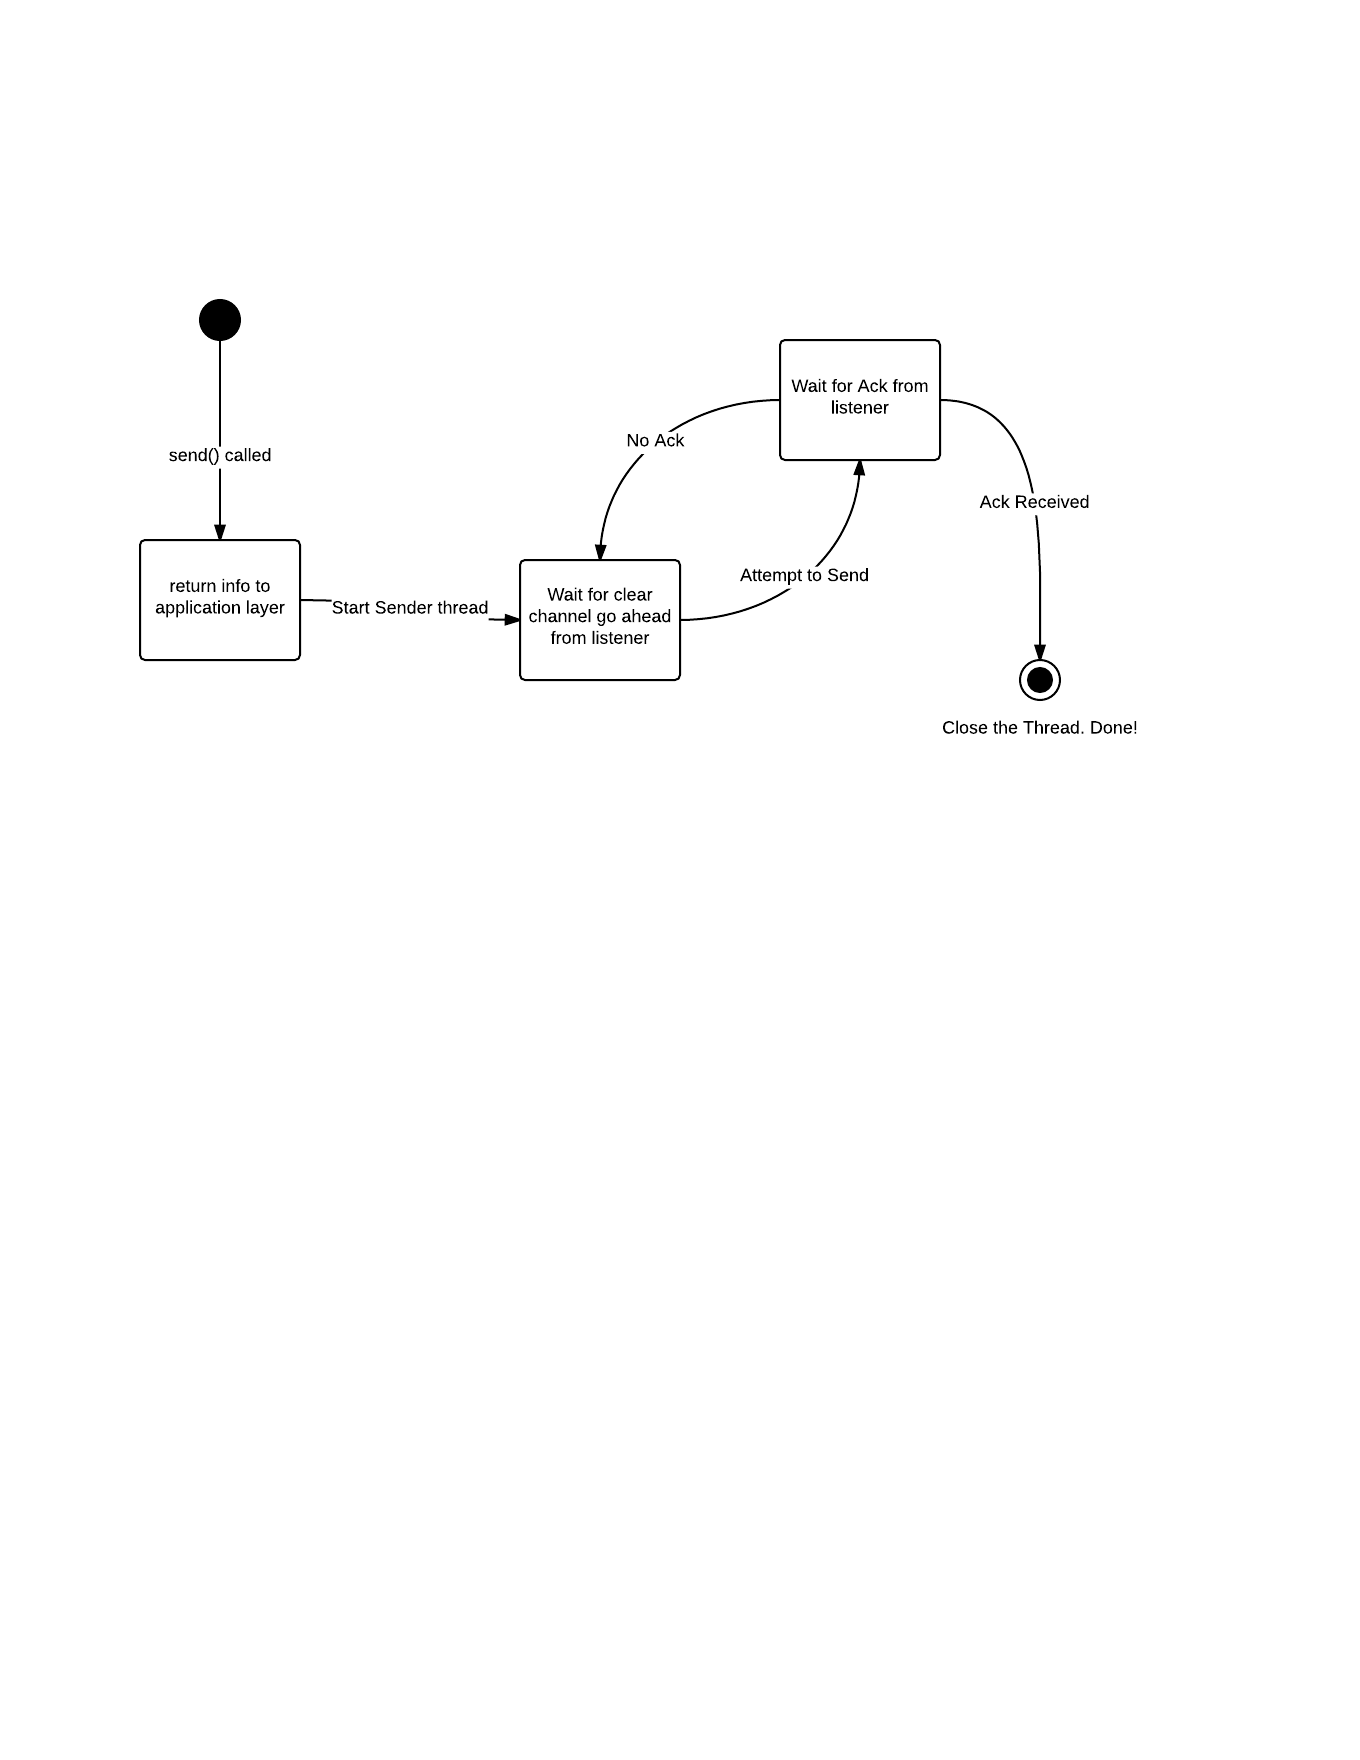 send() called
return info to
application layer
Start Sender thread
Wait for clear
channel go ahead
from listener
No Ack
Attempt to Send
Wait for Ack from
listener
Ack Received
Close the Thread. Done!